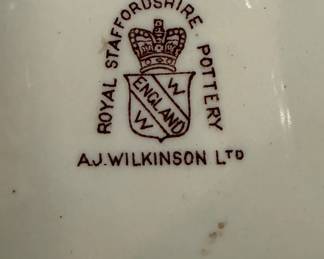 ROYAL STAFFORDSHIRE POTTERY
W
ENGLAND
W
A.J. WILKINSON LTD